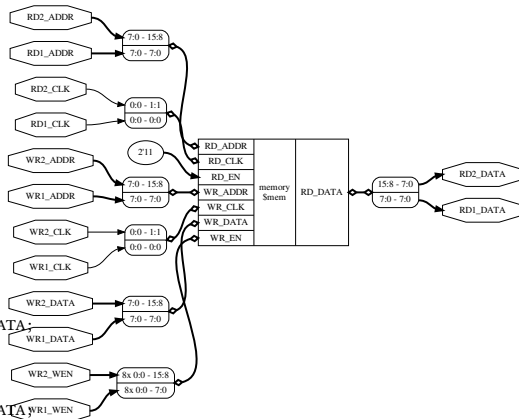 RD2_ADDR
RD1_ADDR
7:0 - 15:8
7:0 - 7:0
RD2_CLK
RD1_CLK
0:0 - 1:1
0:0 - 0:0
2'11
WR2_ADDR
WR1_ADDR
7:0 - 15:8
7:0 - 7:0
WR2_CLK
WR1_CLK
0:0 - 1:1
0:0 - 0:0
WR2_DATA
WR1_DATA
7:0 - 15:8
7:0 - 7:0
ATA;
WR2_WEN
WR1_WEN
8x 0:0 - 15:8
8x 0:0 - 7:0
ATA;
RD_ADDR
RD_CLK
RD_EN
WR_ADDR
WR_CLK
WR_DATA
WR_EN
memory
$mem
RD_DATA
15:8 - 7:0
7:0 - 7:0
RD2_DATA
RD1_DATA